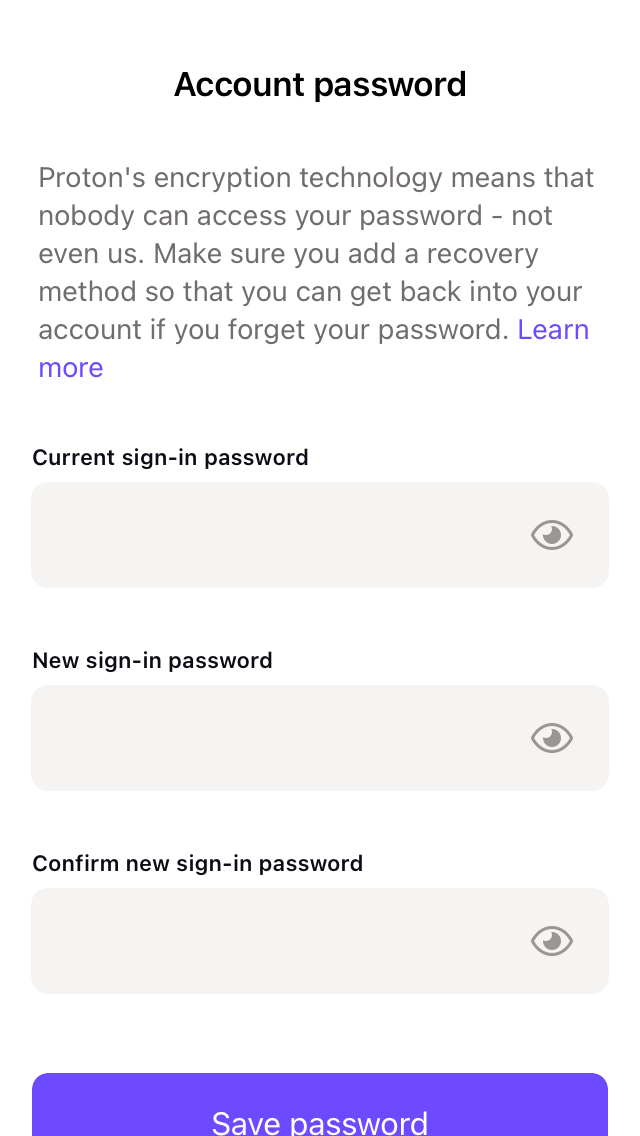 Account password
Proton's encryption technology means that
nobody can access your password - not
even us. Make sure you add a recovery
method so that you can get back into your
account if you forget your password. Learn
more
Current sign-in password
New sign-in password
Confirm new sign-in password
Save password